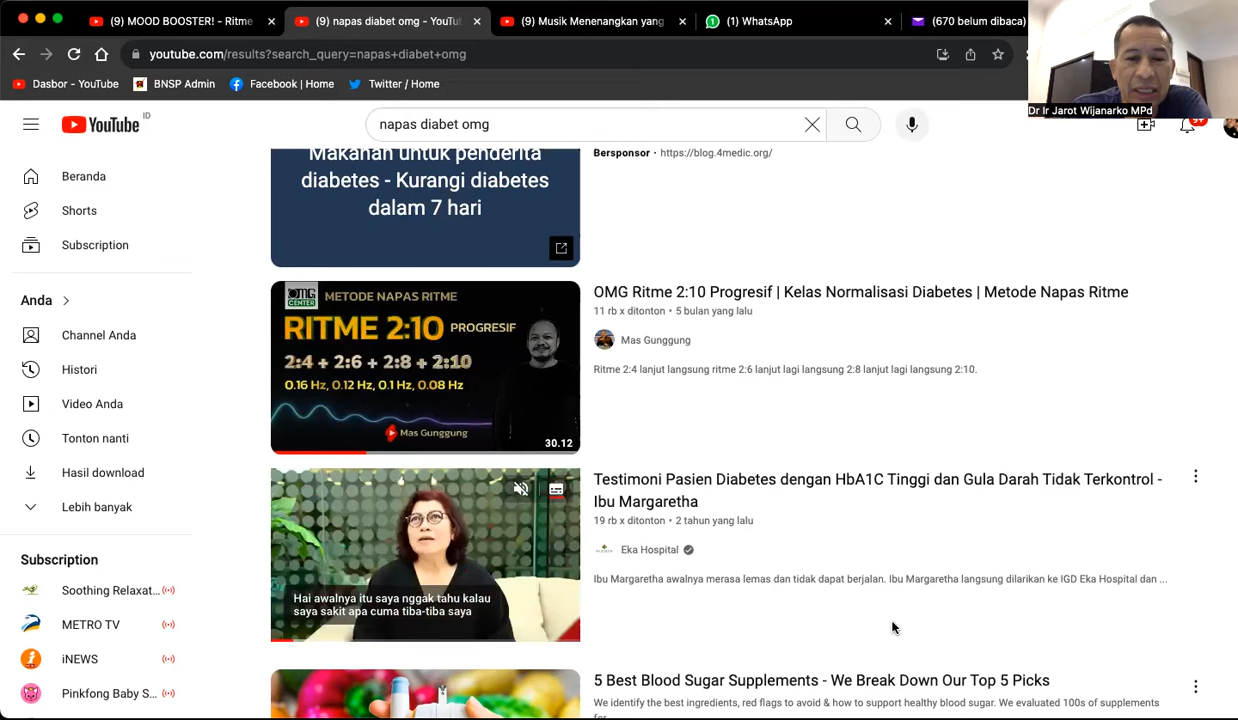 (9) MOOD BOOSTER! - Ritme
(9) napas diabet omg - YouTu
(9) Musik Menenangkan yang
(1) WhatsApp
(670 belum dibaca)
youtube.com/results?search_query=napas+diabet+omg
Dasbor - YouTube
BNSP Admin
Facebook | Home
Twitter / Home
Dr Ir Jarot Wijanarko MPd
YouTube ID
napas diabet omg
9+
Beranda
Shorts
Subscription
Anda
Channel Anda
Histori
Video Anda
Tonton nanti
Hasil download
Lebih banyak
Subscription
Soothing Relaxat...
METRO TV
iNEWS
Pinkfong Baby S...
Makanan untuk penderita
diabetes - Kurangi diabetes
dalam 7 hari
Bersponsor · https://blog.4medic.org/
OMG
CENTER
METODE NAPAS RITME
RITME 2:10 PROGRESIF
2:4 + 2:6 + 2:8 + 2:10
0.16 Hz, 0.12 Hz, 0.1 Hz, 0.08 Hz
Mas Gunggung
30.12
OMG Ritme 2:10 Progresif | Kelas Normalisasi Diabetes | Metode Napas Ritme
11 rb x ditonton • 5 bulan yang lalu
Mas Gunggung
Ritme 2:4 lanjut langsung ritme 2:6 lanjut lagi langsung 2:8 lanjut lagi langsung 2:10.
Hai awalnya itu saya nggak tahu kalau
saya sakit apa cuma tiba-tiba saya
Testimoni Pasien Diabetes dengan HbA1C Tinggi dan Gula Darah Tidak Terkontrol -
Ibu Margaretha
19 rb x ditonton • 2 tahun yang lalu
Eka Hospital
Ibu Margaretha awalnya merasa lemas dan tidak dapat berjalan. Ibu Margaretha langsung dilarikan ke IGD Eka Hospital dan ...
5 Best Blood Sugar Supplements - We Break Down Our Top 5 Picks
We identify the best ingredients, red flags to avoid & how to support healthy blood sugar. We evaluated 100s of supplements